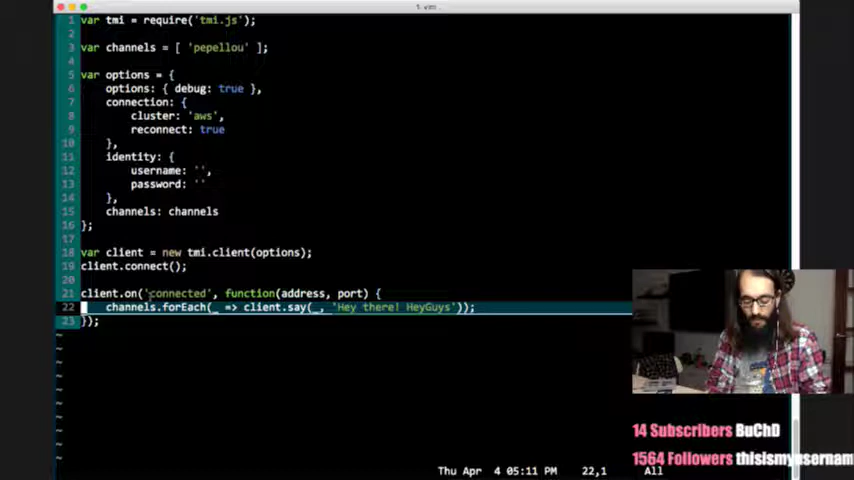 1 vim
1 var tmi = require('tmi.js');
2
3 var channels = [ 'pepellou' ];
4
5 var options = {
6 options: { debug: true },
7 connection: {
8 cluster: 'aws',
9 reconnect: true
10 },
11 identity: {
12 username: '',
13 password: ''
14 },
15 channels: channels
16 };
17
18 var client = new tmi.client(options);
19 client.connect();
20
21 client.on('connected', function(address, port) {
22 channels.forEach(_ => client.say(_, 'Hey there! HeyGuys'));
23 });
~
~
~
~
~
~
~
~
~
~
14 Subscribers BuChD
1564 Followers thisismyusernam
Thu Apr 4 05:11 PM 22,1 All